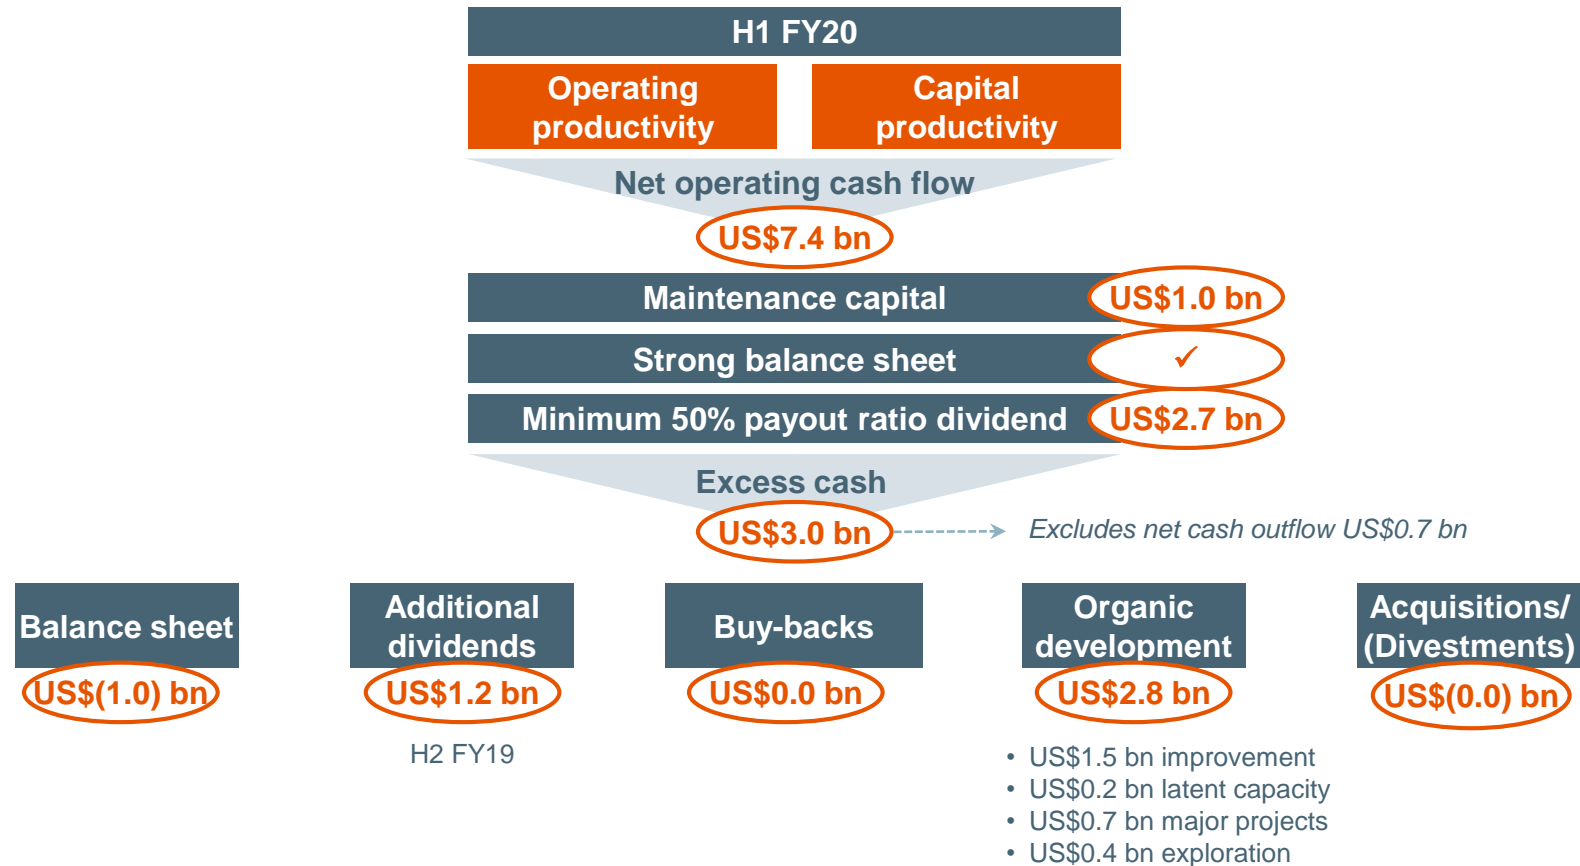 H1 FY20
Operating
productivity
Capital
productivity
Net operating cash flow
US$7.4 bn
Maintenance capital
US$1.0 bn
Strong balance sheet
✓
Minimum 50% payout ratio dividend
US$2.7 bn
Excess cash
US$3.0 bn
Excludes net cash outflow US$0.7 bn
Balance sheet
US$(1.0) bn
Additional
dividends
US$1.2 bn
H2 FY19
Buy-backs
US$0.0 bn
Organic
development
US$2.8 bn
• US$1.5 bn improvement
• US$0.2 bn latent capacity
• US$0.7 bn major projects
• US$0.4 bn exploration
Acquisitions/
(Divestments)
US$(0.0) bn